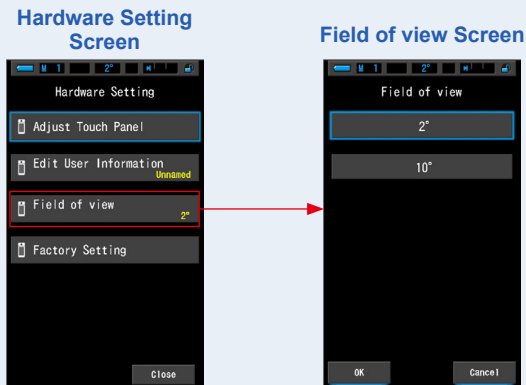 Hardware Setting
Screen
M 1 2°
Hardware Setting
Adjust Touch Panel
Edit User Information
Unnamed
Field of view
2°
Factory Setting
Close
Field of view Screen
M 1 2°
Field of view
2°
10°
OK Cancel